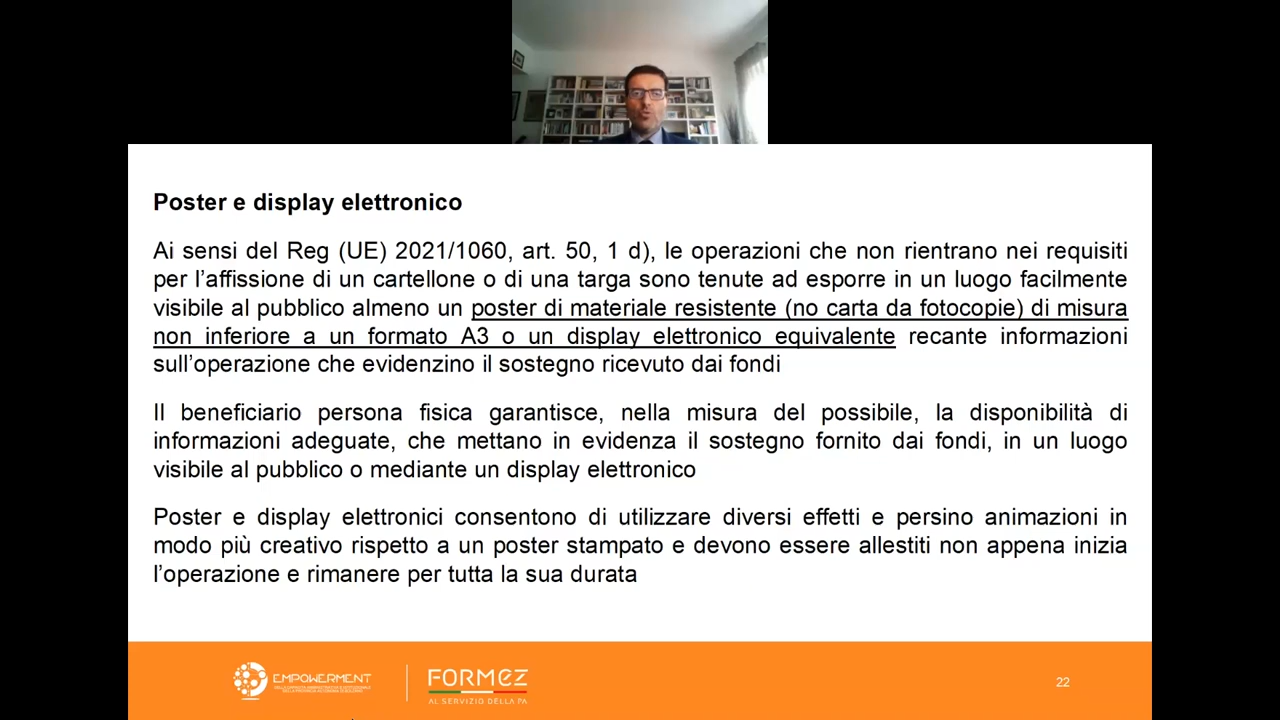 Poster e display elettronico
Ai sensi del Reg (UE) 2021/1060, art. 50, 1 d), le operazioni che non rientrano nei requisiti
per l’affissione di un cartellone o di una targa sono tenute ad esporre in un luogo facilmente
visibile al pubblico almeno un poster di materiale resistente (no carta da fotocopie) di misura
non inferiore a un formato A3 o un display elettronico equivalente recante informazioni
sull’operazione che evidenzino il sostegno ricevuto dai fondi
Il beneficiario persona fisica garantisce, nella misura del possibile, la disponibilità di
informazioni adeguate, che mettano in evidenza il sostegno fornito dai fondi, in un luogo
visibile al pubblico o mediante un display elettronico
Poster e display elettronici consentono di utilizzare diversi effetti e persino animazioni in
modo più creativo rispetto a un poster stampato e devono essere allestiti non appena inizia
l’operazione e rimanere per tutta la sua durata
EMPOWERMENT
FORMEZ
AL SERVIZIO DELLA PA
22